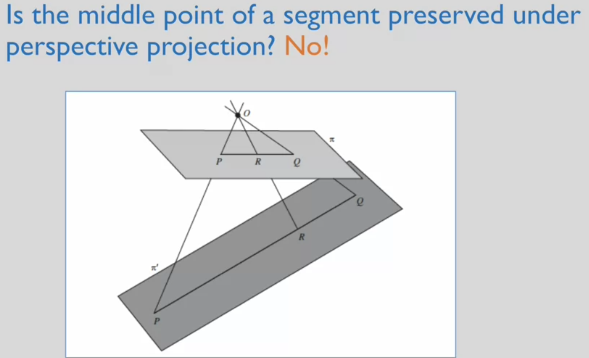 Is the middle point of a segment preserved under
perspective projection? No!
O
π
P R Q
Q
R
π'
P